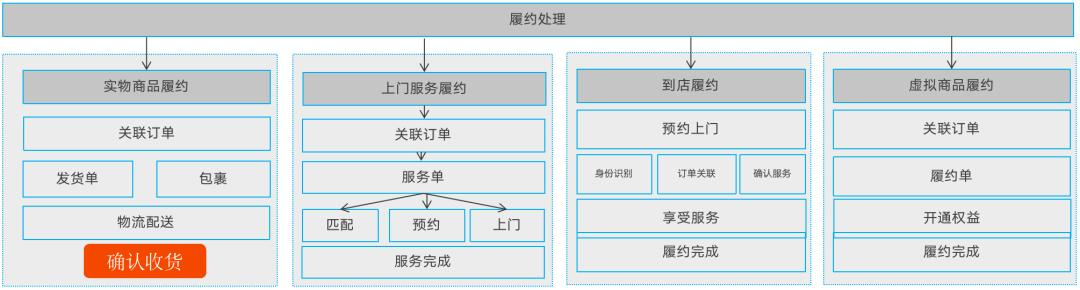 履约处理
实物商品履约
关联订单
发货单
包裹
物流配送
确认收货
上门服务履约
关联订单
服务单
匹配
预约
上门
服务完成
到店履约
预约上门
身份识别
订单关联
确认服务
享受服务
履约完成
虚拟商品履约
关联订单
履约单
开通权益
履约完成